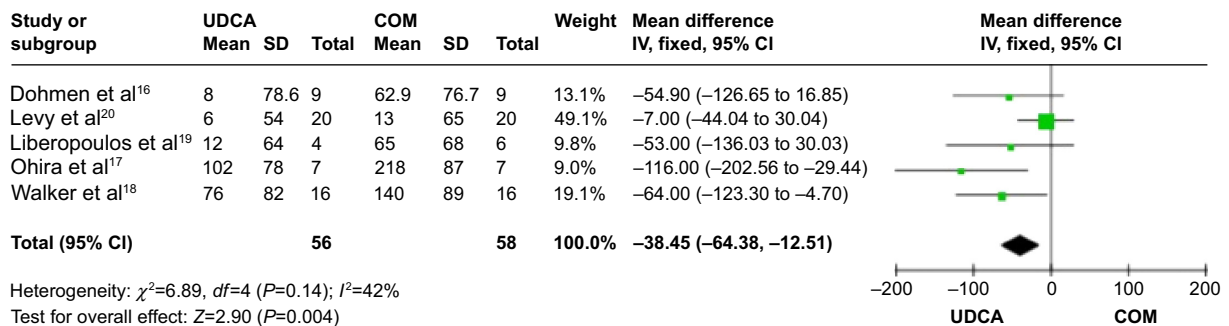 Study or UDCA COM Weight Mean difference Mean difference
subgroup Mean SD Total Mean SD Total IV, fixed, 95% CI IV, fixed, 95% CI
Dohmen et al16 8 78.6 9 62.9 76.7 9 13.1% –54.90 (–126.65 to 16.85)
Levy et al20 6 54 20 13 65 20 49.1% –7.00 (–44.04 to 30.04)
Liberopoulos et al19 12 64 4 65 68 6 9.8% –53.00 (–136.03 to 30.03)
Ohira et al17 102 78 7 218 87 7 9.0% –116.00 (–202.56 to –29.44)
Walker et al18 76 82 16 140 89 16 19.1% –64.00 (–123.30 to –4.70)
Total (95% CI) 56 58 100.0% –38.45 (–64.38, –12.51)
Heterogeneity: χ2=6.89, df=4 (P=0.14); I2=42%
Test for overall effect: Z=2.90 (P=0.004)
–200 –100 0 100 200
UDCA COM